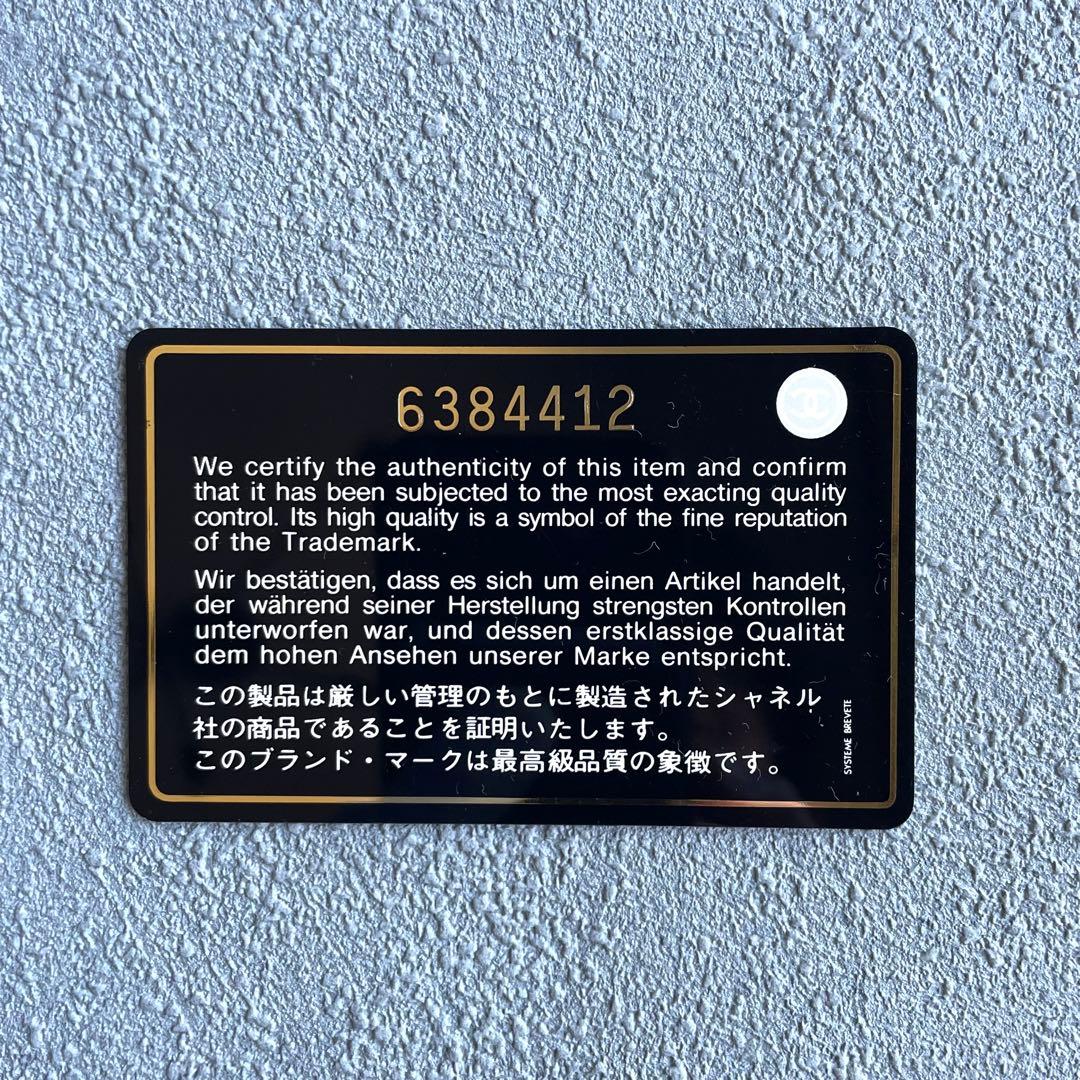 6384412
We certify the authenticity of this item and confirm
that it has been subjected to the most exacting quality
control. Its high quality is a symbol of the fine reputation
of the Trademark.
Wir bestätigen, dass es sich um einen Artikel handelt,
der während seiner Herstellung strengsten Kontrollen
unterworfen war, und dessen erstklassige Qualität
dem hohen Ansehen unserer Marke entspricht.
この製品は厳しい管理のもとに製造されたシャネル
社の商品であることを証明いたします。
このブランド・マークは最高級品質の象徴です。
SYSTEME BREVETE